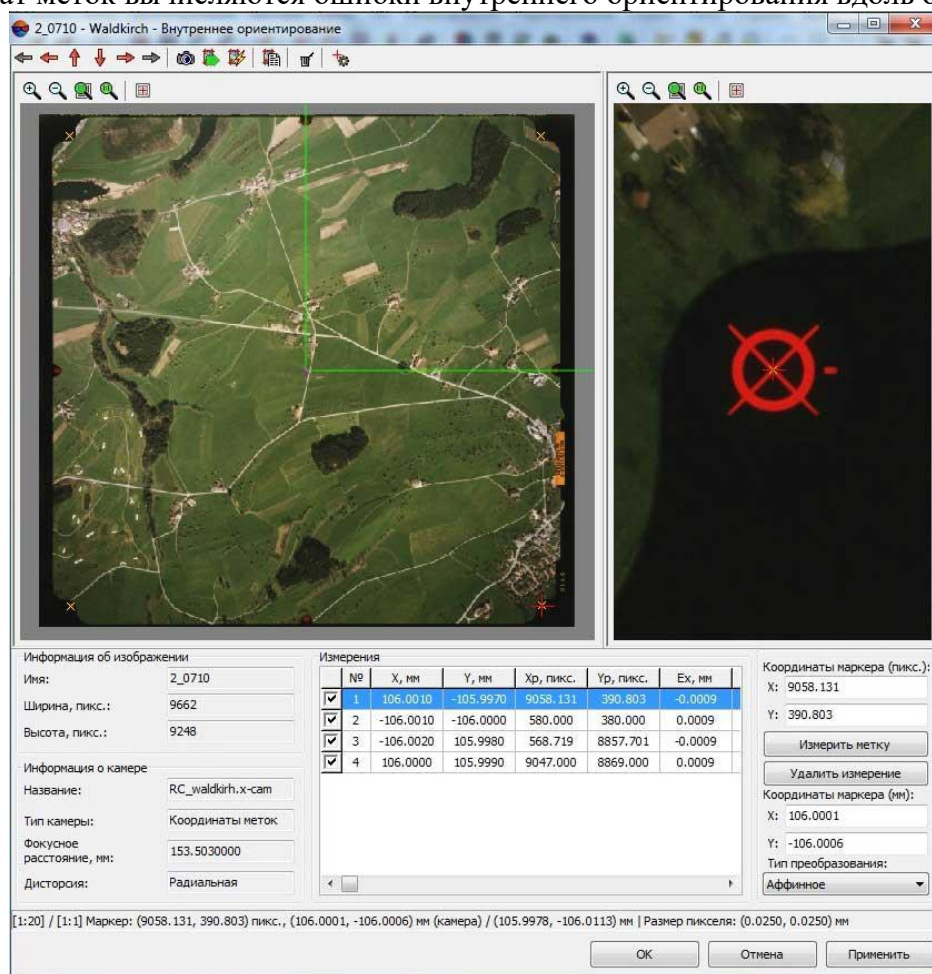 ат меток вычисляются ошибки внутреннего ориентирования вдоль
2_0710 - Waldkirch - Внутреннее ориентирование
Информация об изображении
Имя: 2_0710
Ширина, пикс.: 9662
Высота, пикс.: 9248
Информация о камере
Название: RC_waldkirh.x-cam
Тип камеры: Координаты меток
Фокусное
расстояние, мм: 153.5030000
Дисторсия: Радиальная
Измерения
№ X, мм Y, мм Xp, пикс. Yp, пикс. Ex, мм
1 106.0010 -105.9970 9058.131 390.803 -0.0009
2 -106.0010 -106.0000 580.000 380.000 0.0009
3 -106.0020 105.9980 568.719 8857.701 -0.0009
4 106.0000 105.9990 9047.000 8869.000 0.0009
Координаты маркера (пикс.):
X: 9058.131
Y: 390.803
Измерить метку
Удалить измерение
Координаты маркера (мм):
X: 106.0001
Y: -106.0006
Тип преобразования:
Аффинное
[1:20] / [1:1] Маркер: (9058.131, 390.803) пикс., (106.0001, -106.0006) мм (камера) / (105.9978, -106.0113) мм | Размер пикселя: (0.0250, 0.0250) мм
OK Отмена Применить